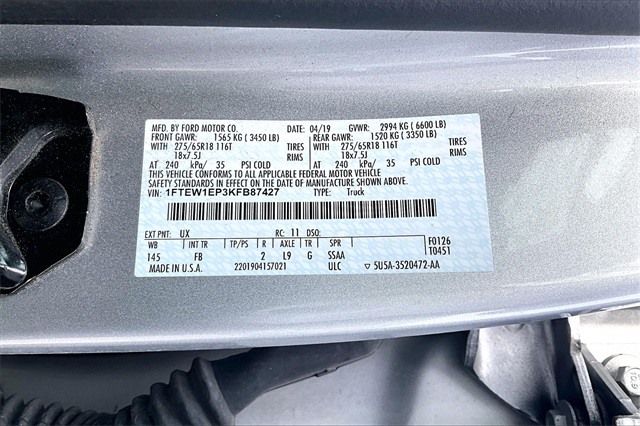 MFD. BY FORD MOTOR CO. DATE: 04/19 GVWR: 2994 KG (6600 LB)
FRONT GAWR: 1565 KG (3450 LB) REAR GAWR: 1520 KG (3350 LB)
WITH 275/65R18 116T TIRES WITH 275/65R18 116T TIRES
18x7.5J RIMS 18x7.5J RIMS
AT 240 kPa/ 35 PSI COLD AT 240 kPa/ 35 PSI COLD
THIS VEHICLE CONFORMS TO ALL APPLICABLE FEDERAL MOTOR VEHICLE
SAFETY STANDARDS IN EFFECT ON THE DATE OF MANUFACTURE SHOWN ABOVE.
VIN: 1FTEW1EP3KFB87427 TYPE: Truck
EXT PNT: UX RC: 11 DSO:
WB INT TR TP/PS R AXLE TR SPR F0126
145 FB 2 L9 G SSAA T0451
MADE IN U.S.A. 2201904157021 ULC ▽ 5U5A-3520472-AA